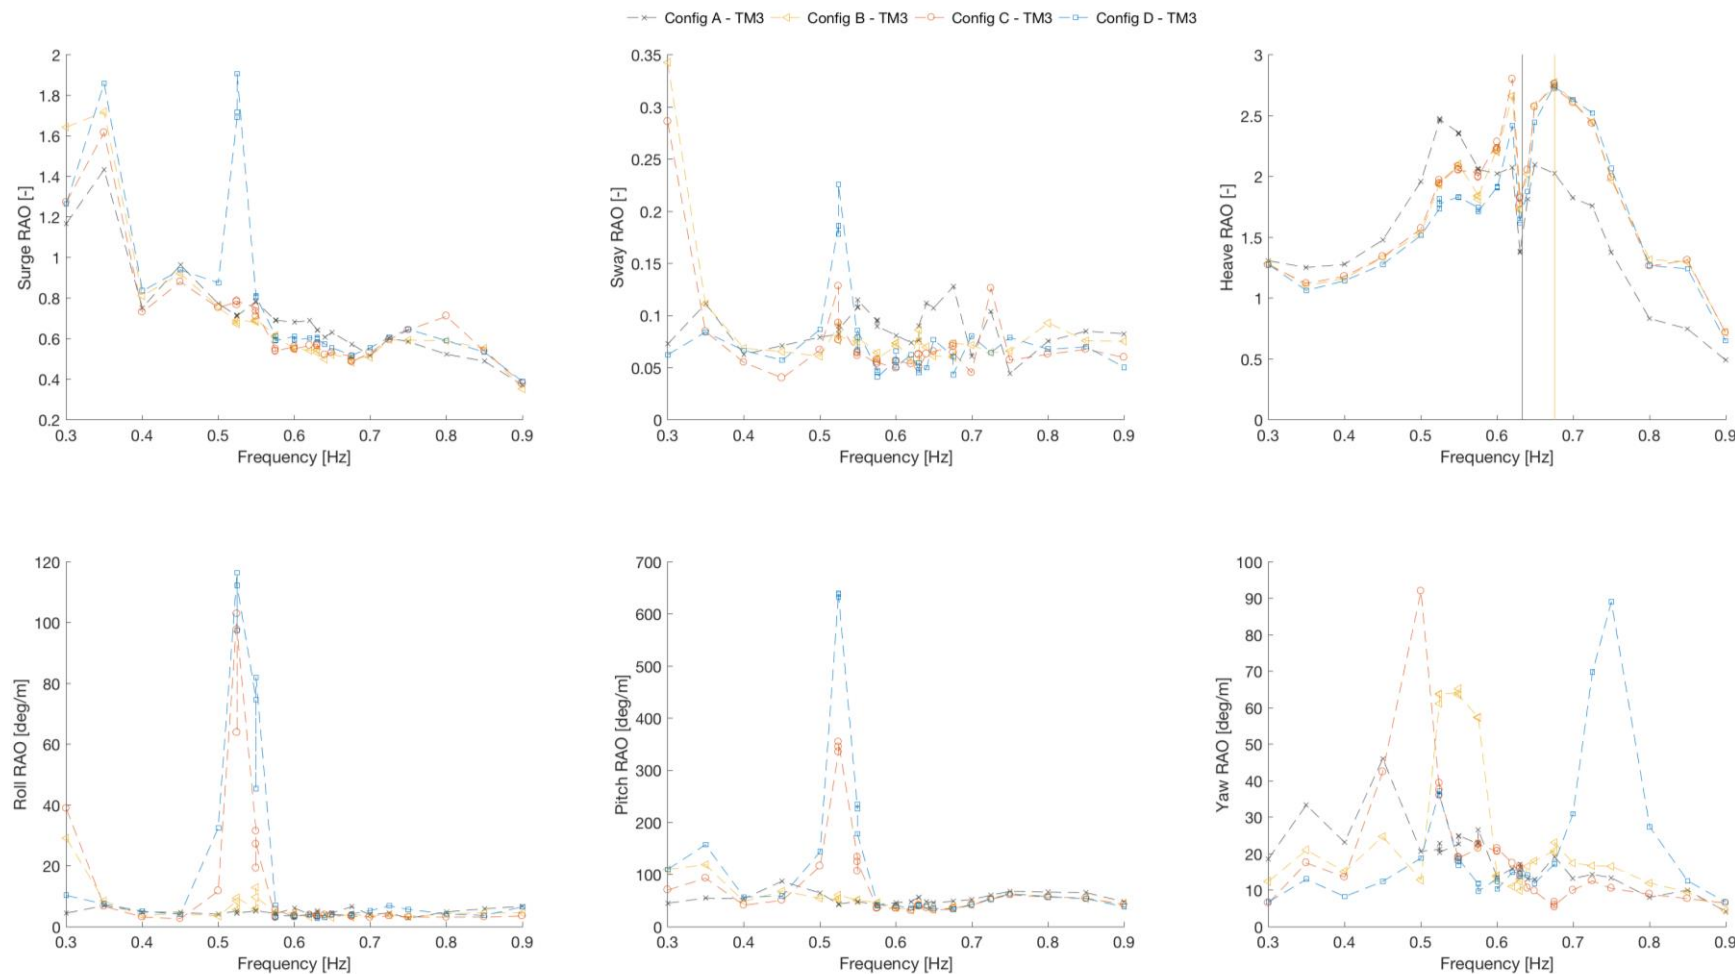 Config A - TM3 Config B - TM3 Config C - TM3 Config D - TM3
Surge RAO [-]
2
1.8
1.6
1.4
1.2
1
0.8
0.6
0.4
0.2
0.3 0.4 0.5 0.6 0.7 0.8 0.9
Frequency [Hz]
Sway RAO [-]
0.35
0.3
0.25
0.2
0.15
0.1
0.05
0
0.3 0.4 0.5 0.6 0.7 0.8 0.9
Frequency [Hz]
Heave RAO [-]
3
2.5
2
1.5
1
0.5
0
0.3 0.4 0.5 0.6 0.7 0.8 0.9
Frequency [Hz]
Roll RAO [deg/m]
120
100
80
60
40
20
0
0.3 0.4 0.5 0.6 0.7 0.8 0.9
Frequency [Hz]
Pitch RAO [deg/m]
700
600
500
400
300
200
100
0
0.3 0.4 0.5 0.6 0.7 0.8 0.9
Frequency [Hz]
Yaw RAO [deg/m]
100
90
80
70
60
50
40
30
20
10
0
0.3 0.4 0.5 0.6 0.7 0.8 0.9
Frequency [Hz]